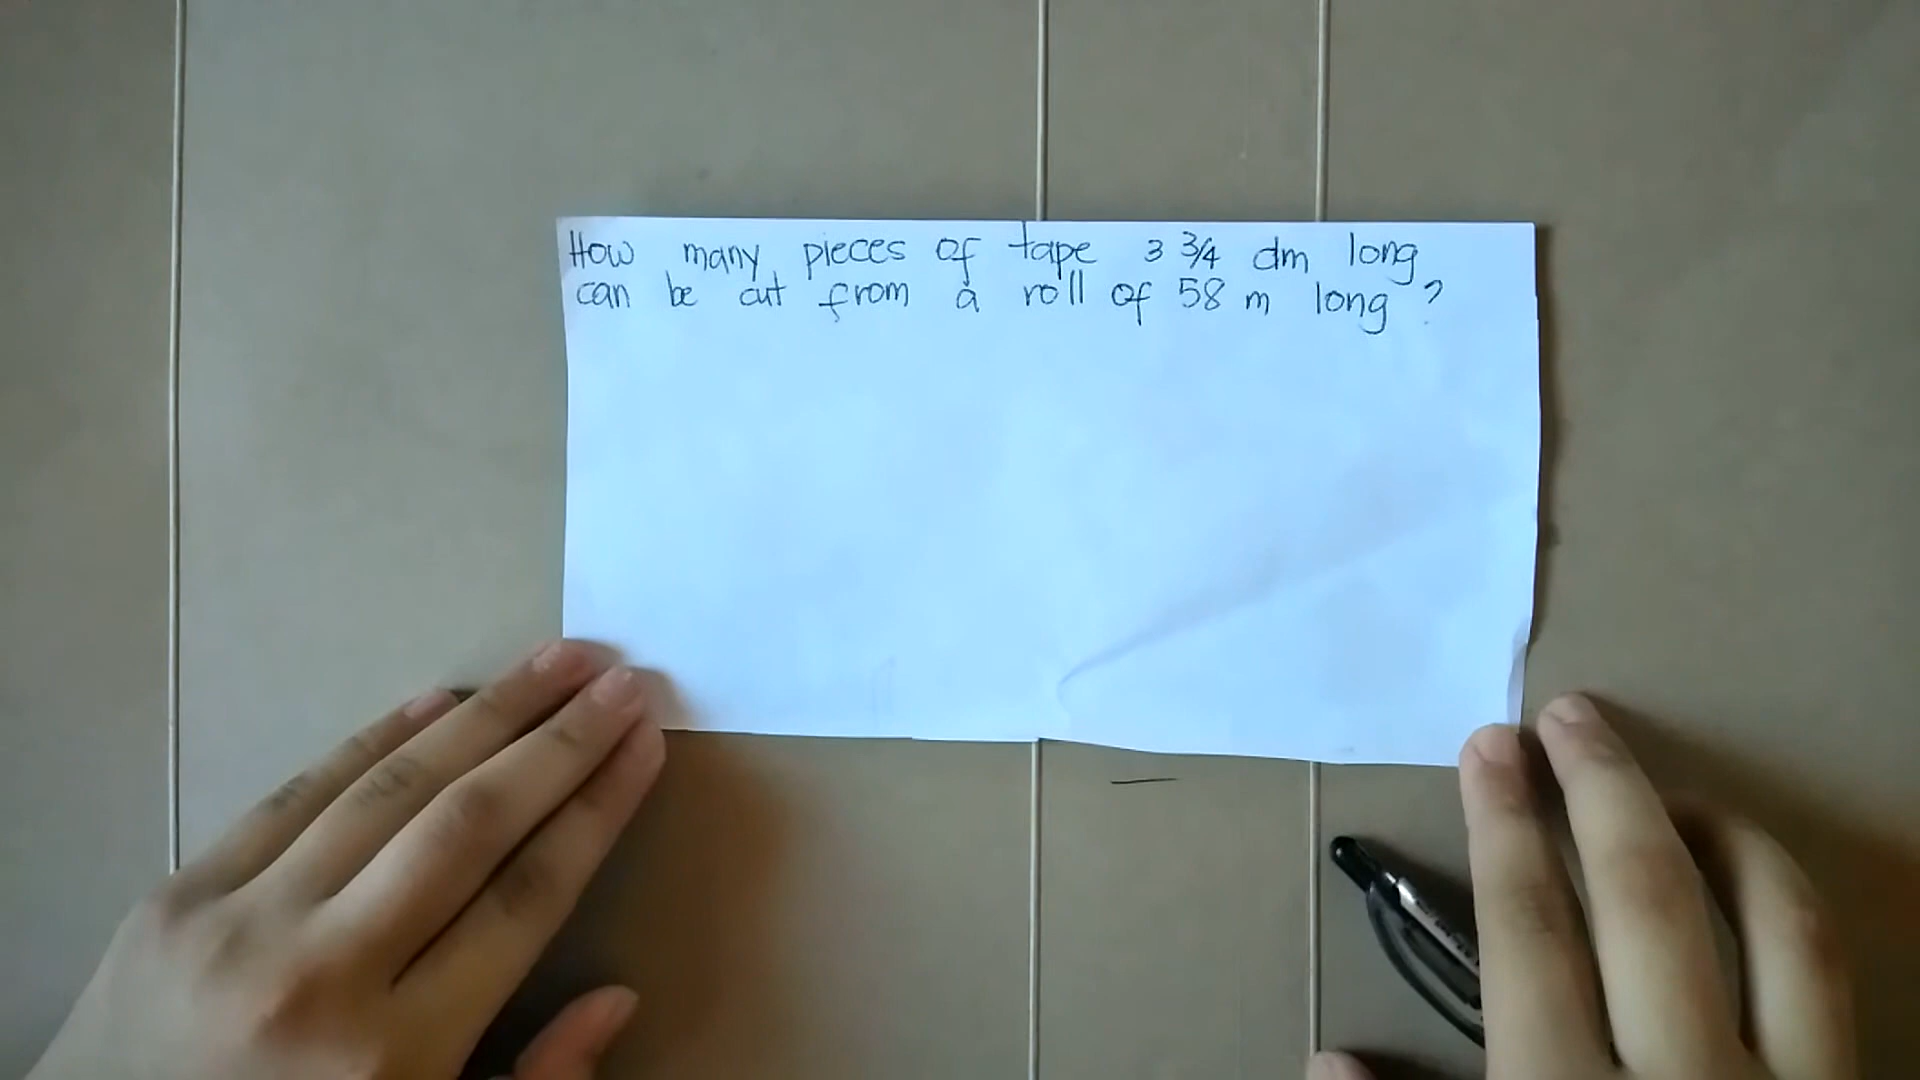 How many pieces of tape 3 3/4 dm long
can be cut from a roll of 58 m long?